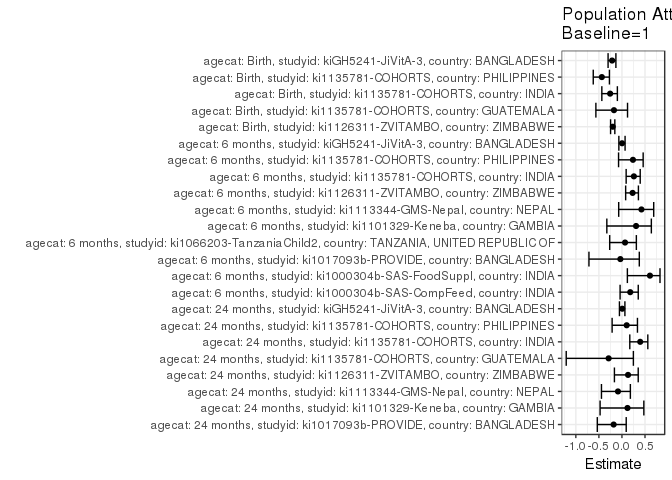 Population Att
Baseline=1
agecat: Birth, studyid: kiGH5241-JiVitA-3, country: BANGLADESH
agecat: Birth, studyid: ki1135781-COHORTS, country: PHILIPPINES
agecat: Birth, studyid: ki1135781-COHORTS, country: INDIA
agecat: Birth, studyid: ki1135781-COHORTS, country: GUATEMALA
agecat: Birth, studyid: ki1126311-ZVITAMBO, country: ZIMBABWE
agecat: 6 months, studyid: kiGH5241-JiVitA-3, country: BANGLADESH
agecat: 6 months, studyid: ki1135781-COHORTS, country: PHILIPPINES
agecat: 6 months, studyid: ki1135781-COHORTS, country: INDIA
agecat: 6 months, studyid: ki1126311-ZVITAMBO, country: ZIMBABWE
agecat: 6 months, studyid: ki1113344-GMS-Nepal, country: NEPAL
agecat: 6 months, studyid: ki1101329-Keneba, country: GAMBIA
agecat: 6 months, studyid: ki1066203-TanzaniaChild2, country: TANZANIA, UNITED REPUBLIC OF
agecat: 6 months, studyid: ki1017093b-PROVIDE, country: BANGLADESH
agecat: 6 months, studyid: ki1000304b-SAS-FoodSuppl, country: INDIA
agecat: 6 months, studyid: ki1000304b-SAS-CompFeed, country: INDIA
agecat: 24 months, studyid: kiGH5241-JiVitA-3, country: BANGLADESH
agecat: 24 months, studyid: ki1135781-COHORTS, country: PHILIPPINES
agecat: 24 months, studyid: ki1135781-COHORTS, country: INDIA
agecat: 24 months, studyid: ki1135781-COHORTS, country: GUATEMALA
agecat: 24 months, studyid: ki1126311-ZVITAMBO, country: ZIMBABWE
agecat: 24 months, studyid: ki1113344-GMS-Nepal, country: NEPAL
agecat: 24 months, studyid: ki1101329-Keneba, country: GAMBIA
agecat: 24 months, studyid: ki1017093b-PROVIDE, country: BANGLADESH
-1.0 -0.5 0.0 0.5
Estimate